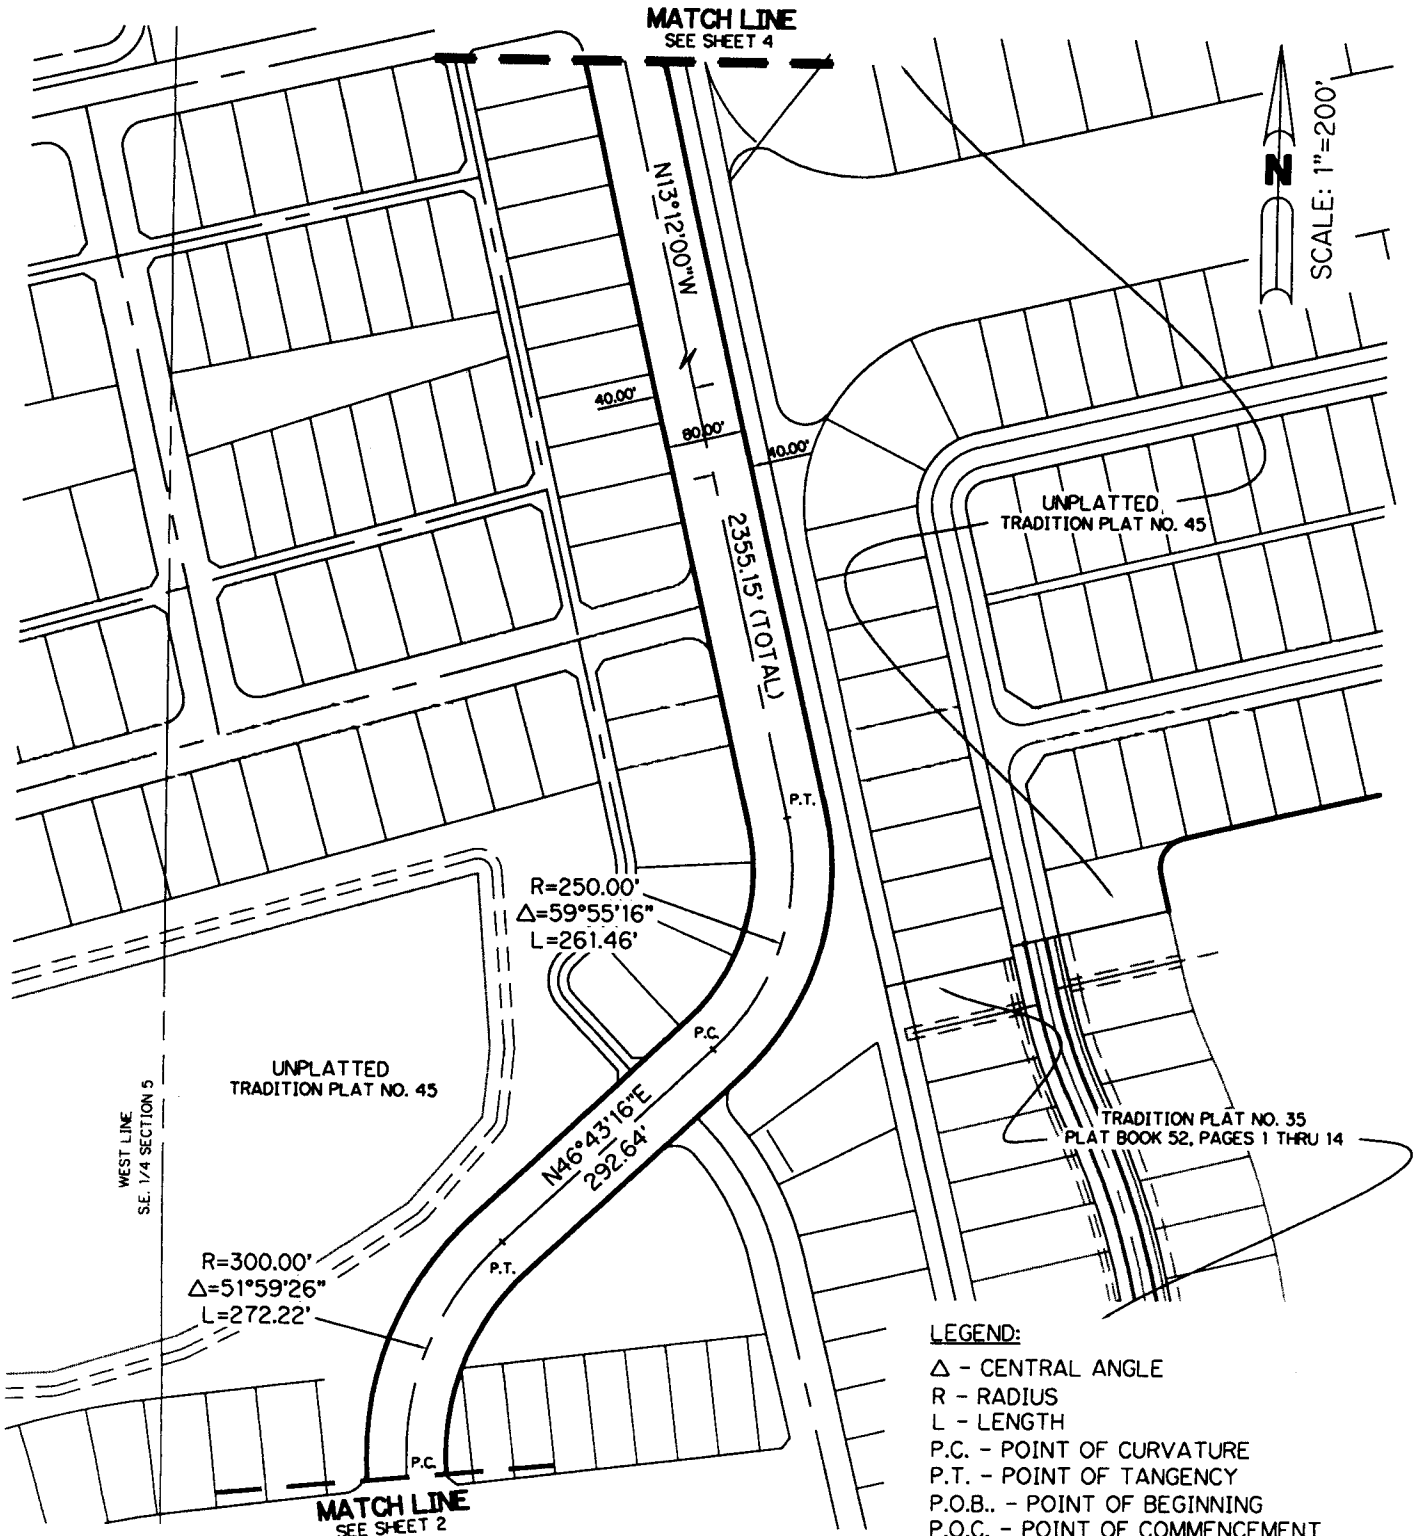 MATCH LINE
SEE SHEET 4
N
SCALE: 1"=200'
N13°12'00"W
40.00'
80.00'
40.00'
2355.15' (TOTAL)
UNPLATTED
TRADITION PLAT NO. 45
P.T.
R=250.00'
Δ=59°55'16"
L=261.46'
P.C.
UNPLATTED
TRADITION PLAT NO. 45
WEST LINE
S.E. 1/4 SECTION 5
N46°43'16"E
292.64'
TRADITION PLAT NO. 35
PLAT BOOK 52, PAGES 1 THRU 14
P.T.
R=300.00'
Δ=51°59'26"
L=272.22'
P.C.
MATCH LINE
SEE SHEET 2
LEGEND:
Δ - CENTRAL ANGLE
R - RADIUS
L - LENGTH
P.C. - POINT OF CURVATURE
P.T. - POINT OF TANGENCY
P.O.B.. - POINT OF BEGINNING
P.O.C. - POINT OF COMMENCEMENT